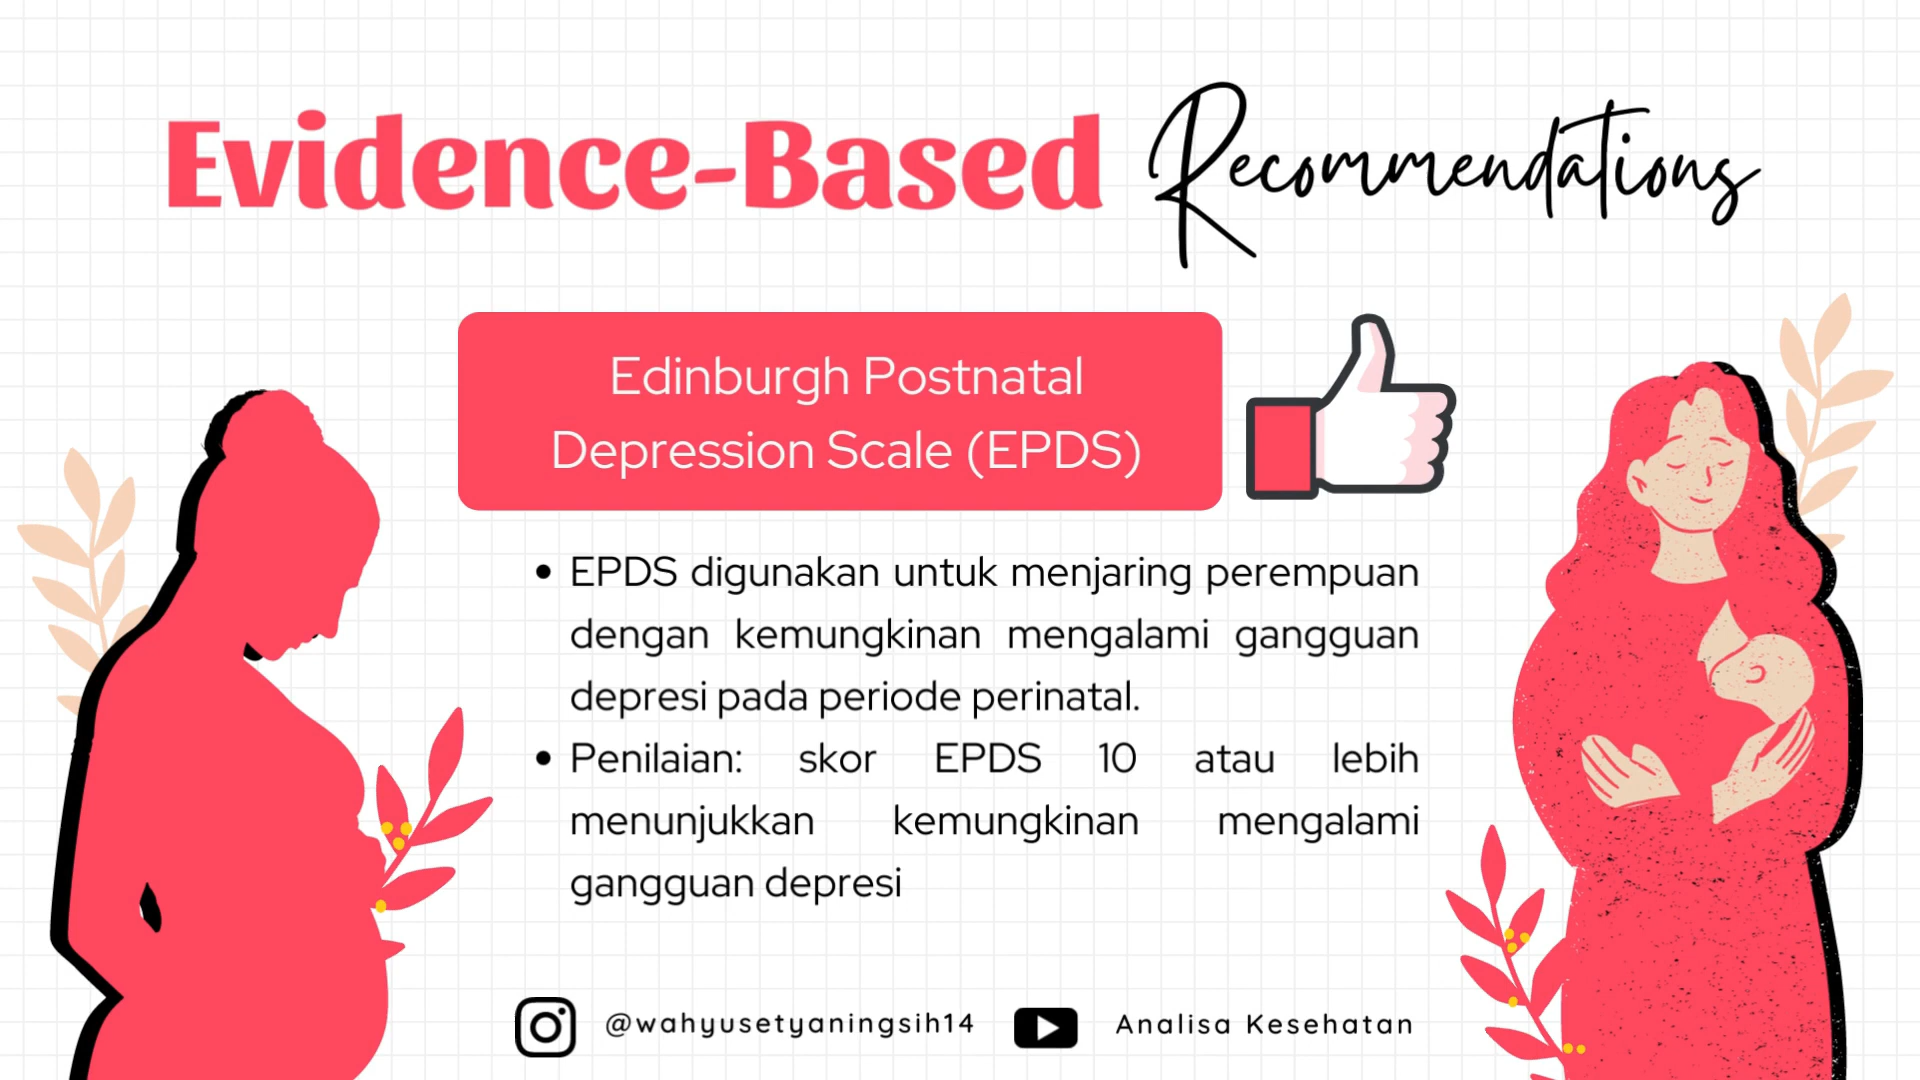 Evidence-Based Recommendations
Edinburgh Postnatal
Depression Scale (EPDS)
• EPDS digunakan untuk menjaring perempuan
dengan kemungkinan mengalami gangguan
depresi pada periode perinatal.
• Penilaian: skor EPDS 10 atau lebih
menunjukkan kemungkinan mengalami
gangguan depresi
@wahyusetyaningsih14 Analisa Kesehatan